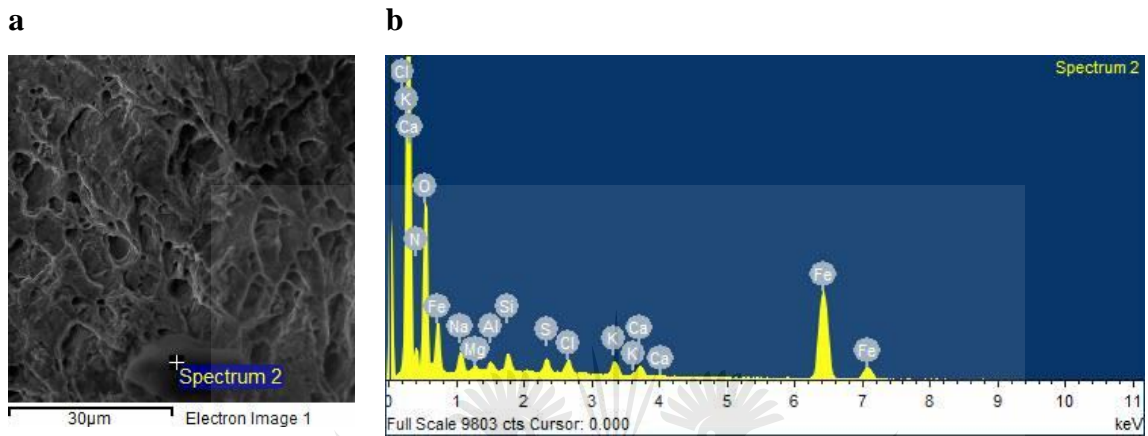 a
b
Spectrum 2
30µm
Electron Image 1
Spectrum 2
Cl
K
Ca
O
N
Fe
Na
Mg
Al
Si
S
Cl
K
K
Ca
Ca
Fe
Fe
0 1 2 3 4 5 6 7 8 9 10 11
Full Scale 9803 cts Cursor: 0.000
keV